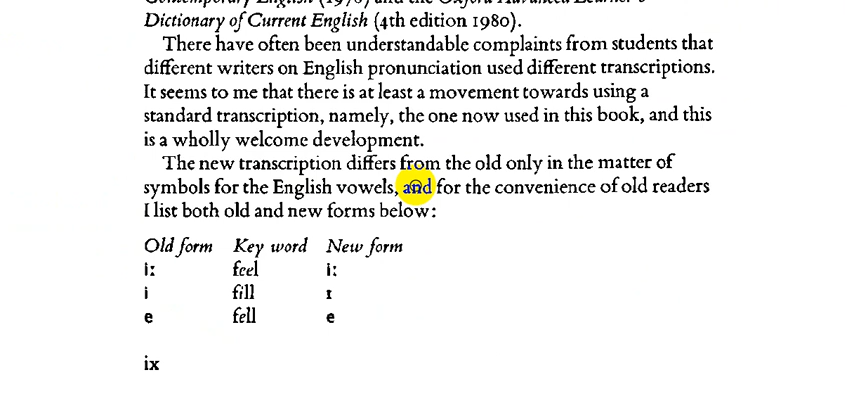 Dictionary of Current English (4th edition 1980).
There have often been understandable complaints from students that
different writers on English pronunciation used different transcriptions.
It seems to me that there is at least a movement towards using a
standard transcription, namely, the one now used in this book, and this
is a wholly welcome development.
The new transcription differs from the old only in the matter of
symbols for the English vowels, and for the convenience of old readers
I list both old and new forms below:
Old form Key word New form
iː feel iː
i fill ɪ
e fell e
ix